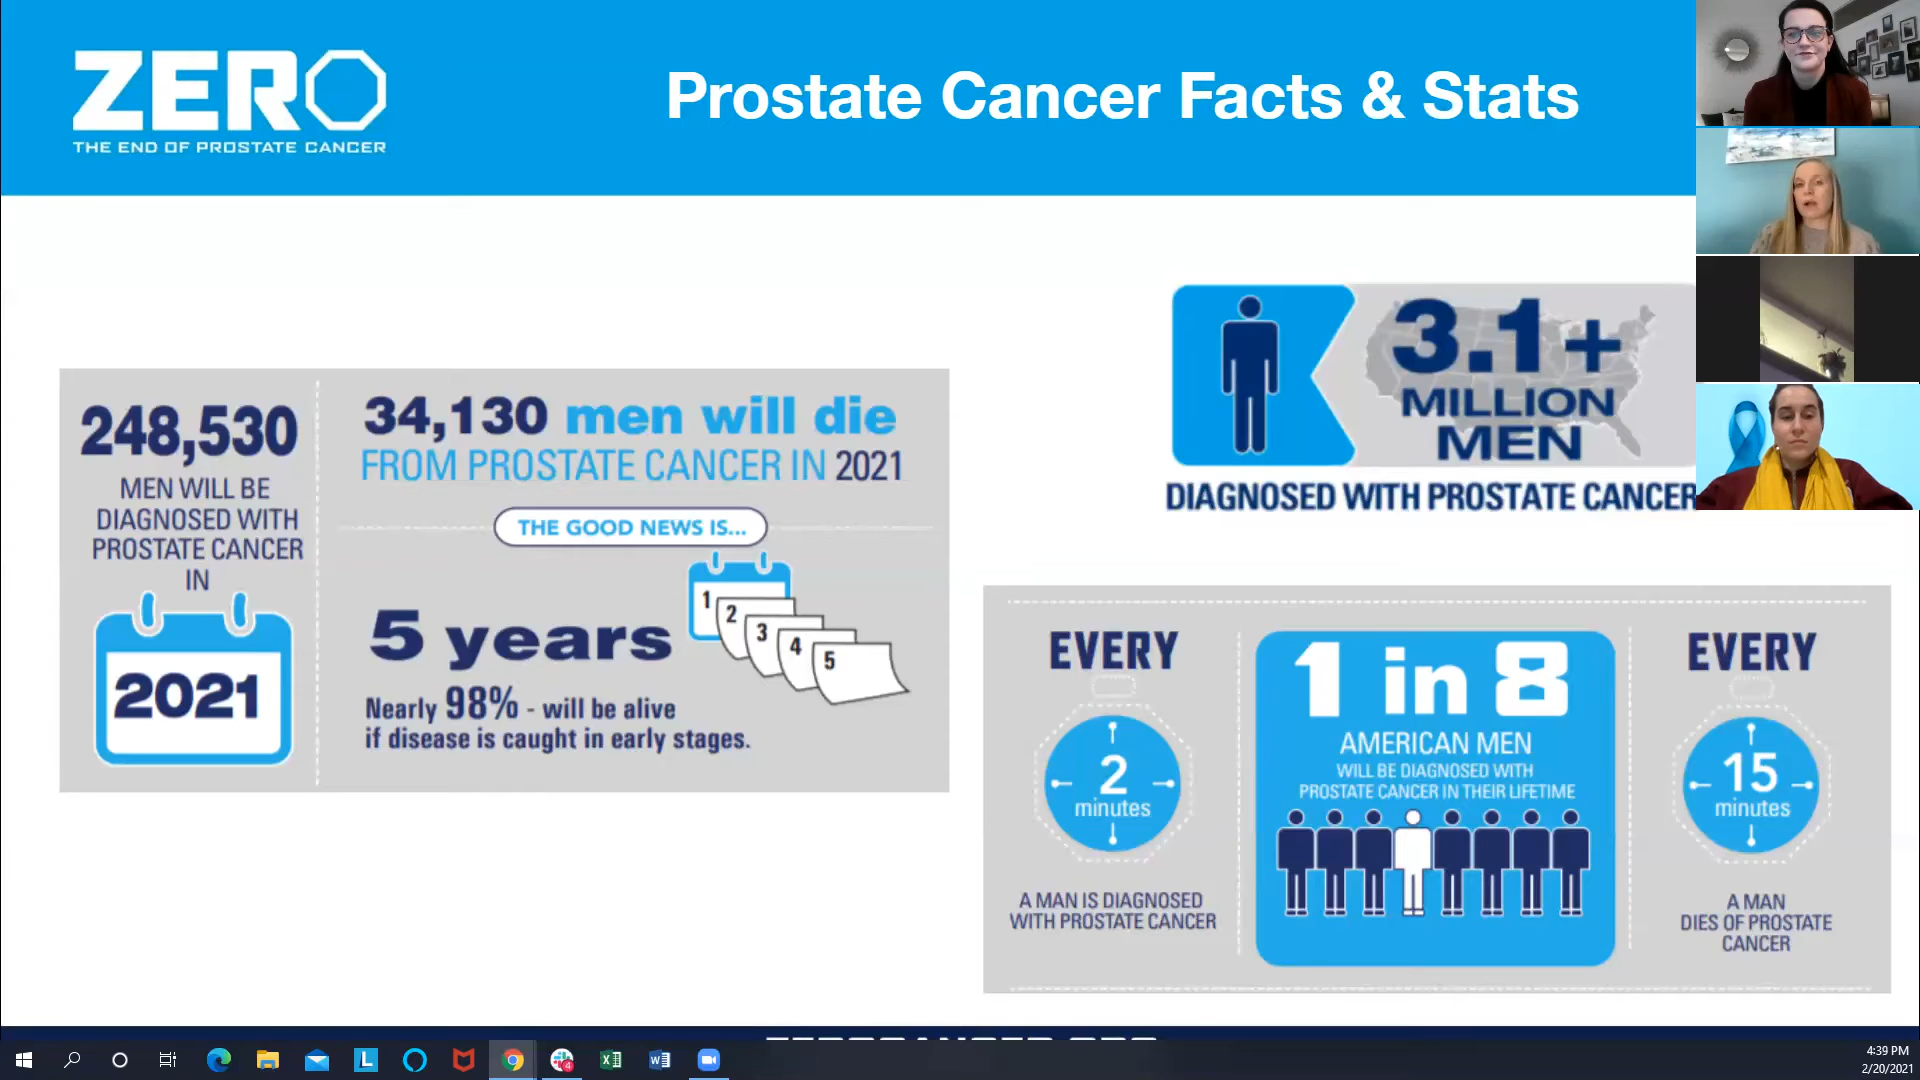 ZERO
THE END OF PROSTATE CANCER
Prostate Cancer Facts & Stats
248,530
MEN WILL BE
DIAGNOSED WITH
PROSTATE CANCER
IN
2021
34,130 men will die
FROM PROSTATE CANCER IN 2021
THE GOOD NEWS IS...
5 years
1
2
3
4
5
Nearly 98% - will be alive
if disease is caught in early stages.
3.1+
MILLION
MEN
DIAGNOSED WITH PROSTATE CANCER
EVERY
2
minutes
A MAN IS DIAGNOSED
WITH PROSTATE CANCER
1 in 8
AMERICAN MEN
WILL BE DIAGNOSED WITH
PROSTATE CANCER IN THEIR LIFETIME
EVERY
15
minutes
A MAN
DIES OF PROSTATE
CANCER
L
4
4:39 PM
2/20/2021